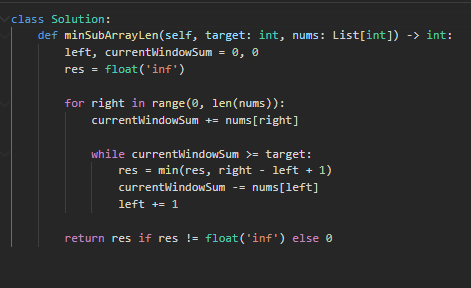 class Solution:
    def minSubArrayLen(self, target: int, nums: List[int]) -> int:
        left, currentWindowSum = 0, 0
        res = float('inf')

        for right in range(0, len(nums)):
            currentWindowSum += nums[right]

            while currentWindowSum >= target:
                res = min(res, right - left + 1)
                currentWindowSum -= nums[left]
                left += 1

        return res if res != float('inf') else 0